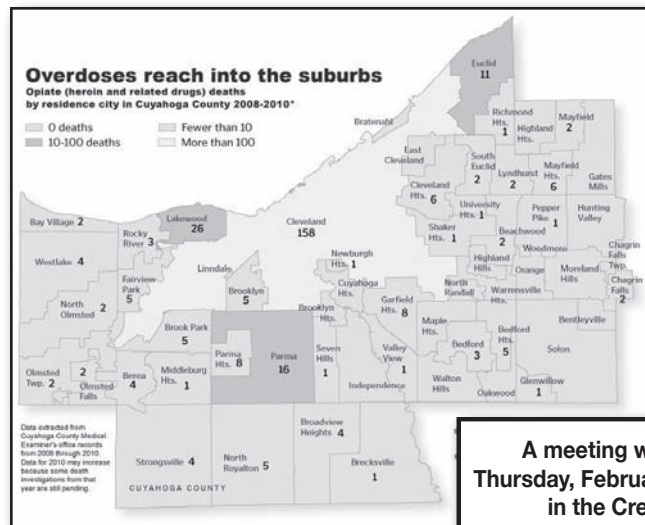 Overdoses reach into the suburbs
Opiate (heroin and related drugs) deaths
by residence city in Cuyahoga County 2008-2010*
0 deaths
Fewer than 10
10-100 deaths
More than 100
Euclid
11
Bratenahl
Richmond
Hts.
1
Highland
Hts.
Mayfield
2
East
Cleveland
South
Euclid
2
Lyndhurst
2
Mayfield
Hts.
6
Gates
Mills
Cleveland
Hts.
6
University
Hts. 1
Pepper
Pike 1
Hunting
Valley
Bay Village 2
Lakewood
26
Rocky
River 3
Cleveland
158
Shaker
Hts. 1
Beachwood
2
Woodmere
Westlake 4
Linndale
Newburgh
Hts. 1
Highland
Hills
Orange
Moreland
Hills
Chagrin
Falls
Twp.
Chagrin
Falls
2
Fairview
Park
5
Brooklyn
5
Cuyahoga
Hts.
North
Randall
Warrensville
Hts.
North
Olmsted 2
Brooklyn
Hts.
Garfield
Hts. 8
Maple
Hts.
Bedford
3
Bedford
Hts.
5
Bentleyville
Solon
Brook Park
5
Parma
Hts. 8
Parma
16
Seven
Hills
1
Valley
View
1
Independence
Walton
Hills
Oakwood
Glenwillow
1
Olmsted
Twp. 2
2
Olmsted
Falls
Berea
4
Middleburg
Hts. 1
Data extracted from
Cuyahoga County Medical
Examiner's office records
from 2008 through 2010.
Data for 2010 may increase
because some death
investigations from that
year are still pending.
Strongsville 4
North
Royalton 5
Broadview
Heights 4
Brecksville
1
CUYAHOGA COUNTY
A meeting w
Thursday, Februa
in the Cre